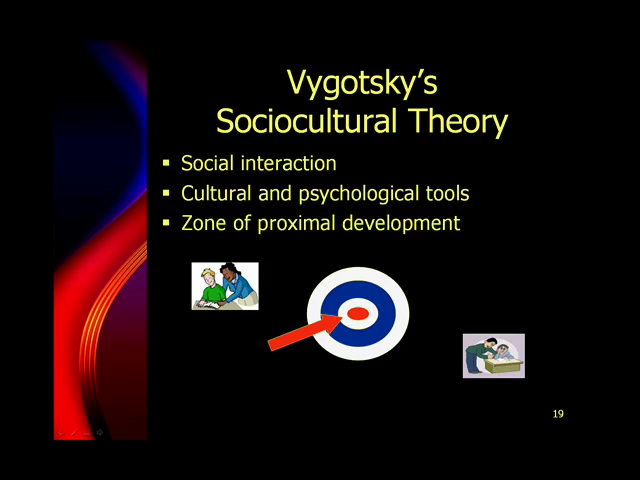 Vygotsky’s
Sociocultural Theory
▪ Social interaction
▪ Cultural and psychological tools
▪ Zone of proximal development
19